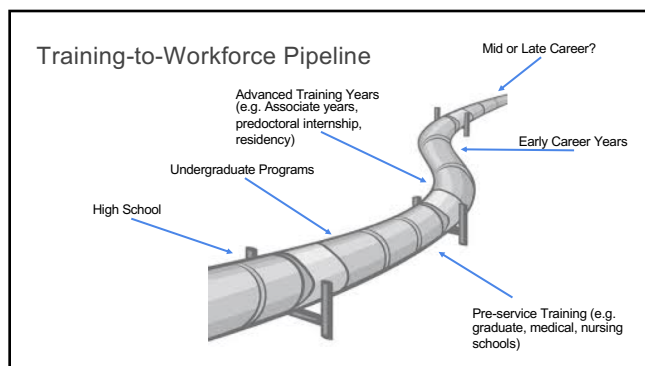 Training-to-Workforce Pipeline
Mid or Late Career?
Advanced Training Years
(e.g. Associate years,
predoctoral internship,
residency)
Early Career Years
Undergraduate Programs
High School
Pre-service Training (e.g.
graduate, medical, nursing
schools)